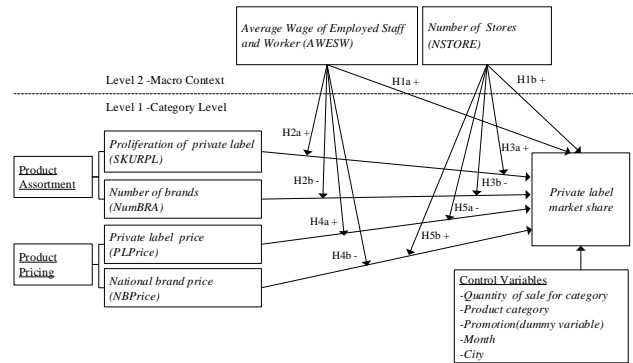 Average Wage of Employed Staff
and Worker (AWESW)
Number of Stores
(NSTORE)
Level 2 -Macro Context
H1a +
H1b +
Level 1 -Category Level
H2a +
H3a +
Proliferation of private label
(SKURPL)
Product
Assortment
H2b -
H3b -
Number of brands
(NumBRA)
Private label
market share
H4a +
H5a -
Private label price
(PLPrice)
Product
Pricing
H4b -
H5b +
National brand price
(NBPrice)
Control Variables
-Quantity of sale for category
-Product category
-Promotion(dummy variable)
-Month
-City